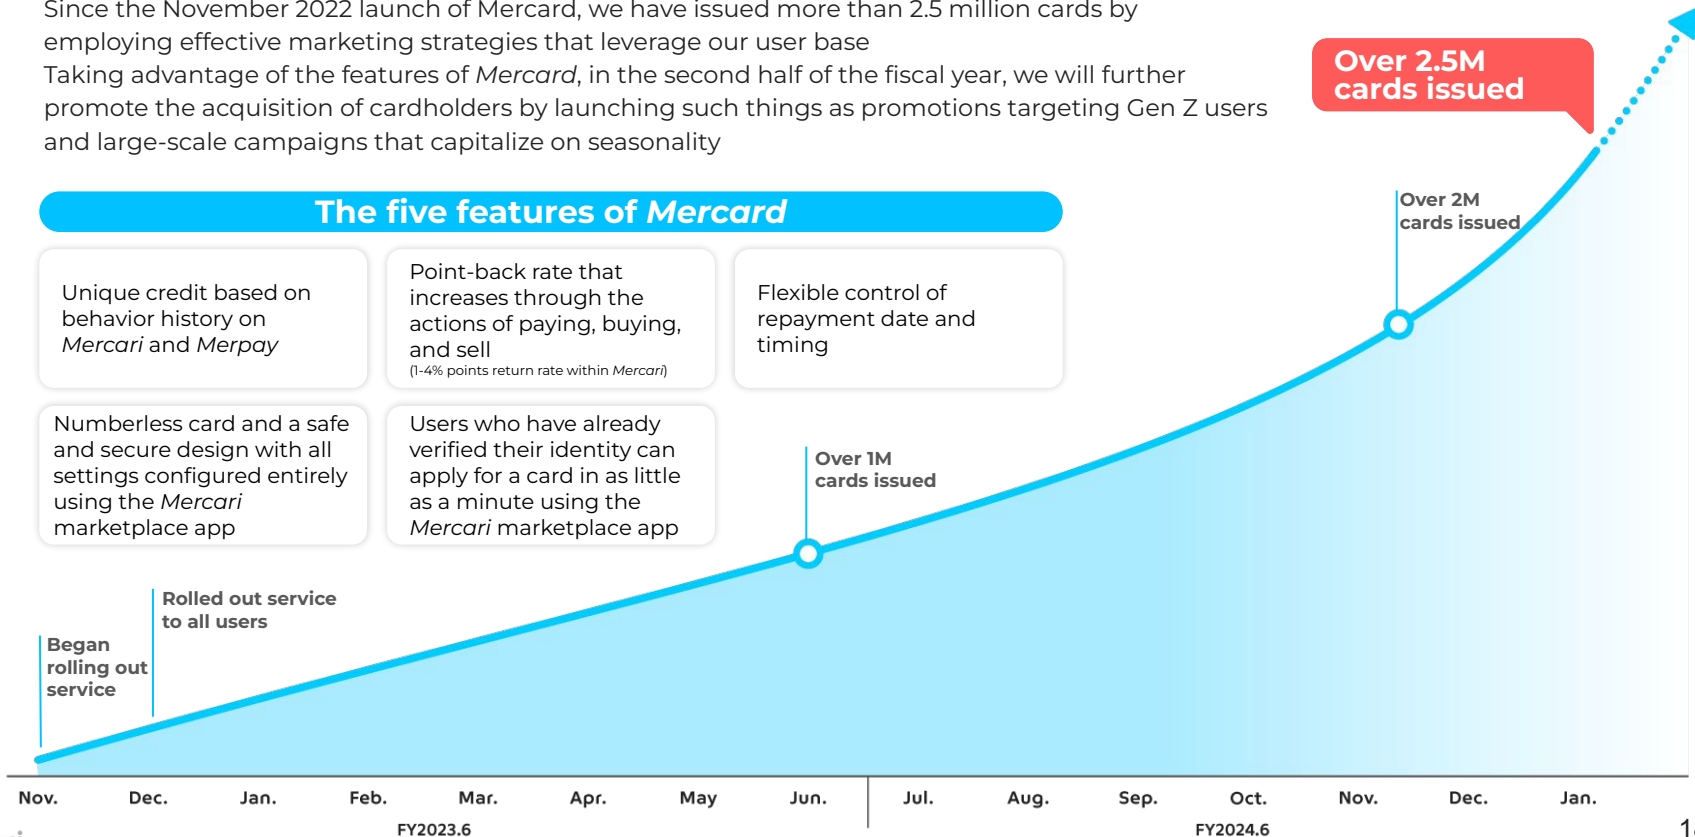 Since the November 2022 launch of Mercard, we have issued more than 2.5 million cards by
employing effective marketing strategies that leverage our user base
Taking advantage of the features of Mercard, in the second half of the fiscal year, we will further
promote the acquisition of cardholders by launching such things as promotions targeting Gen Z users
and large-scale campaigns that capitalize on seasonality
Over 2.5M
cards issued
The five features of Mercard
Unique credit based on
behavior history on
Mercari and Merpay
Point-back rate that
increases through the
actions of paying, buying,
and sell
(1-4% points return rate within Mercari)
Flexible control of
repayment date and
timing
Numberless card and a safe
and secure design with all
settings configured entirely
using the Mercari
marketplace app
Users who have already
verified their identity can
apply for a card in as little
as a minute using the
Mercari marketplace app
Over 2M
cards issued
Over 1M
cards issued
Rolled out service
to all users
Began
rolling out
service
Nov. Dec. Jan. Feb. Mar. Apr. May Jun. Jul. Aug. Sep. Oct. Nov. Dec. Jan.
FY2023.6 FY2024.6